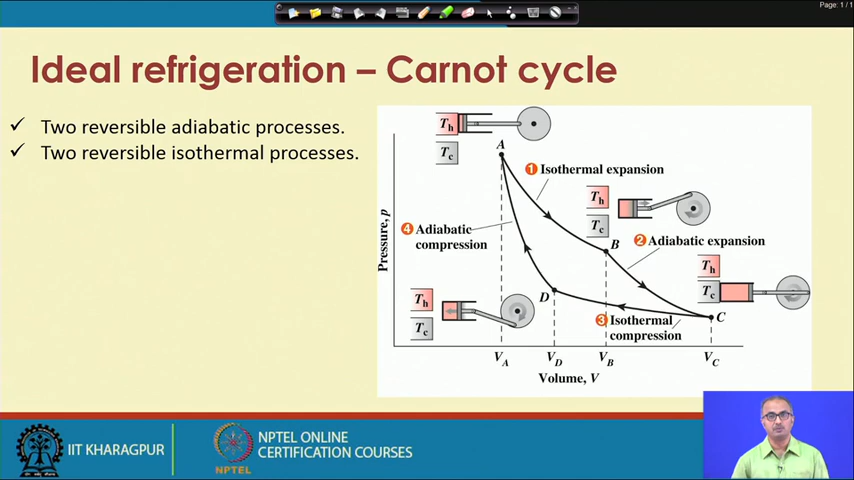 Page: 1 / 1
Ideal refrigeration – Carnot cycle
✓ Two reversible adiabatic processes.
✓ Two reversible isothermal processes.
Th
Tc
A
1 Isothermal expansion
Th
Tc
4 Adiabatic
compression
B
2 Adiabatic expansion
Th
Tc
Pressure, p
D
Th
Tc
C
3 Isothermal
compression
VA
VD
VB
VC
Volume, V
IIT KHARAGPUR
NPTEL
NPTEL ONLINE
CERTIFICATION COURSES